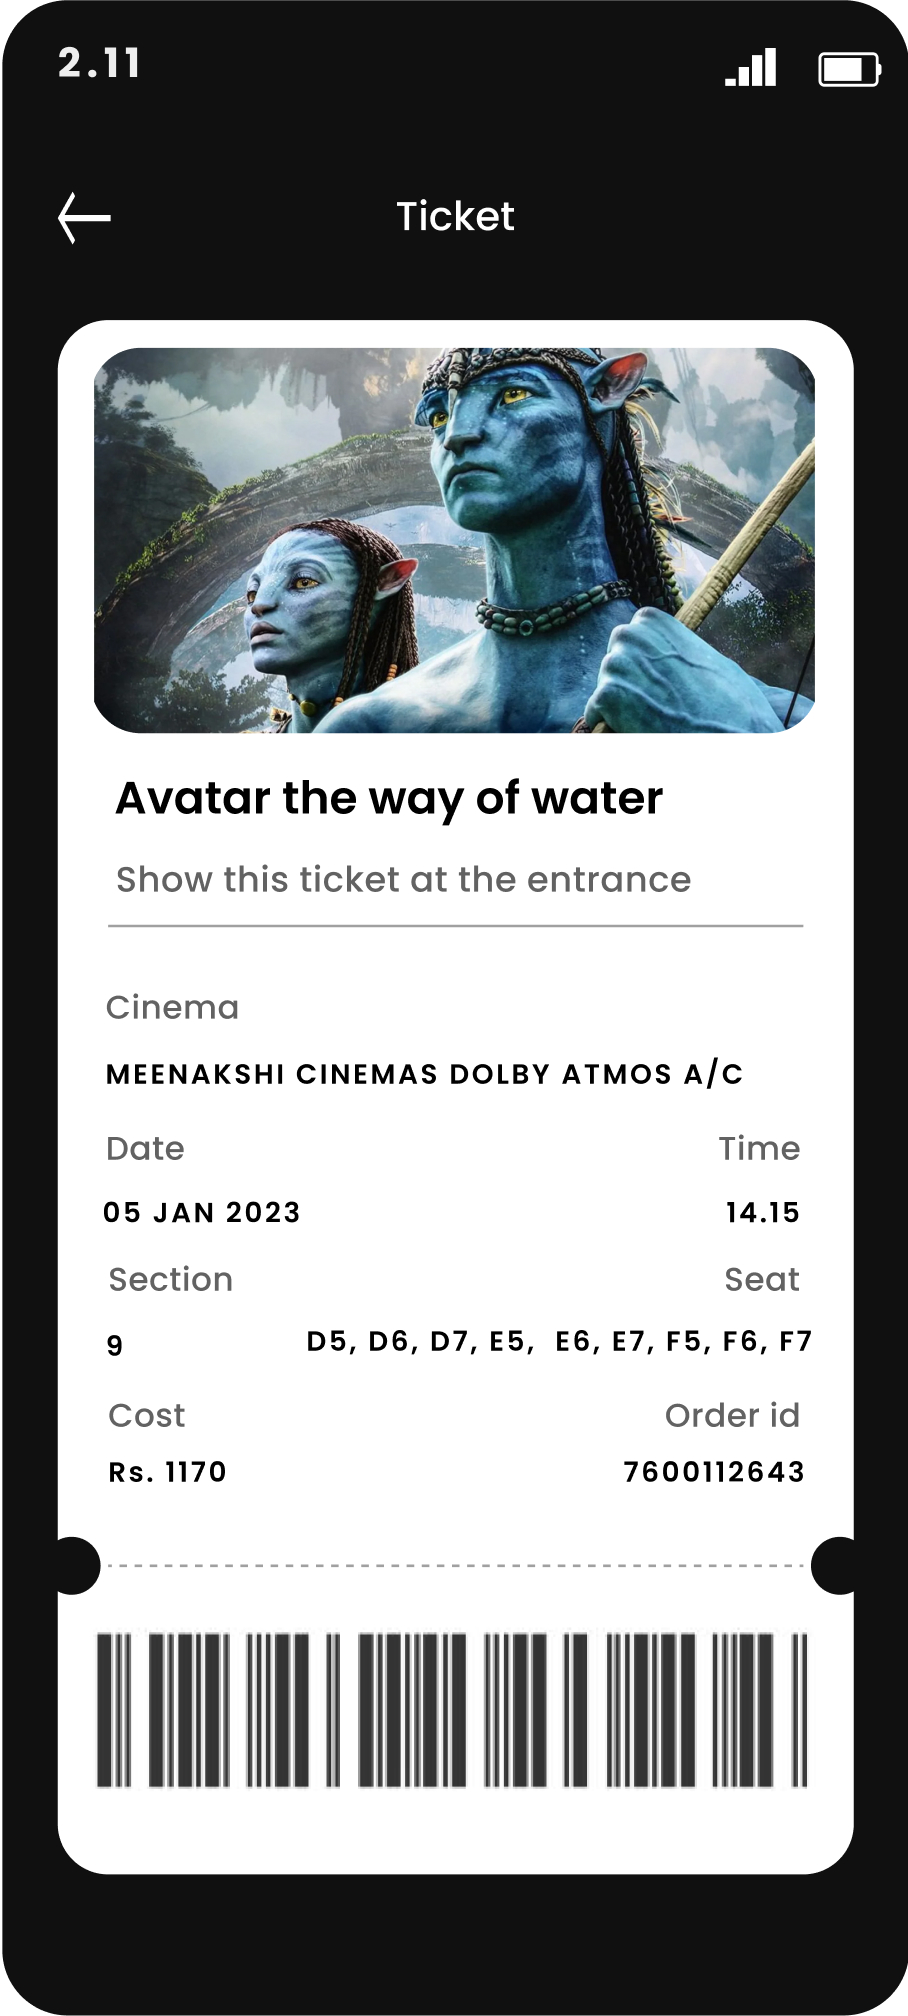 2.11
Ticket
Avatar the way of water
Show this ticket at the entrance
Cinema
MEENAKSHI CINEMAS DOLBY ATMOS A/C
Date Time
05 JAN 2023 14.15
Section Seat
9 D5, D6, D7, E5,  E6, E7, F5, F6, F7
Cost Order id
Rs. 1170 7600112643